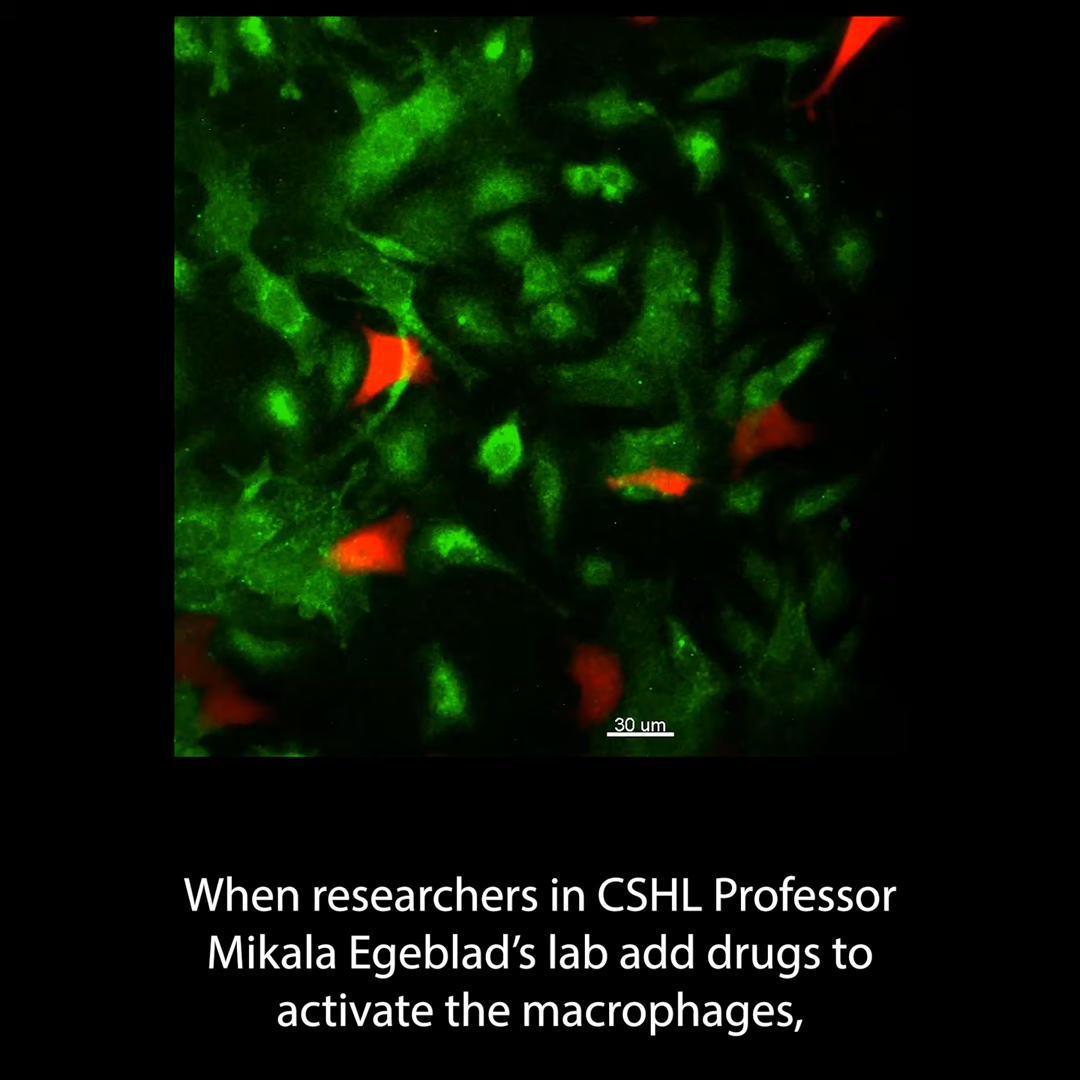 30 um
When researchers in CSHL Professor
Mikala Egeblad’s lab add drugs to
activate the macrophages,